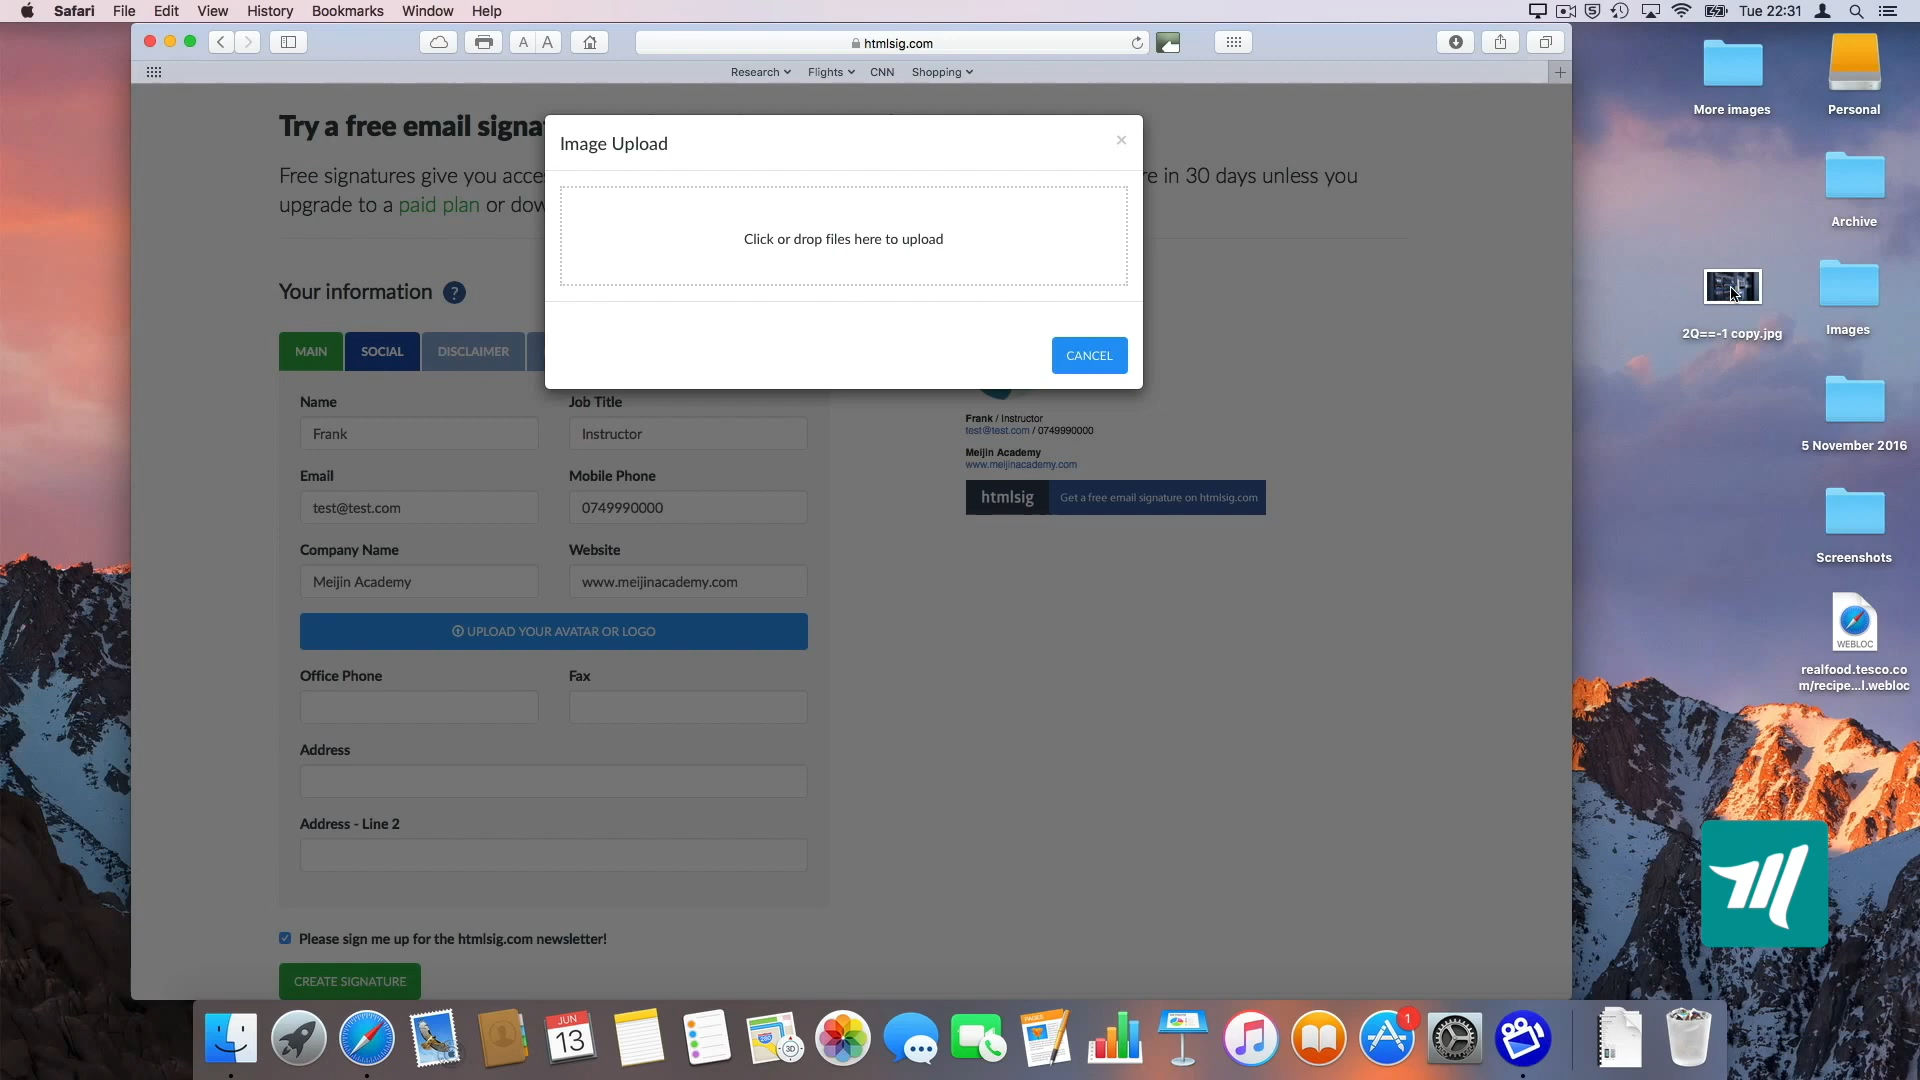 Safari File Edit View History Bookmarks Window Help
Tue 22:31
A A
htmlsig.com
Research Flights CNN Shopping
Try a free email signa
Free signatures give you acce
re in 30 days unless you
upgrade to a paid plan or dow
Image Upload
×
Click or drop files here to upload
CANCEL
Your information ?
MAIN SOCIAL DISCLAIMER
Name
Job Title
Frank
Instructor
Email
Mobile Phone
test@test.com
0749990000
Company Name
Website
Meijin Academy
www.meijinacademy.com
UPLOAD YOUR AVATAR OR LOGO
Office Phone
Fax
Address
Address - Line 2
Please sign me up for the htmlsig.com newsletter!
CREATE SIGNATURE
Frank / Instructor
test@test.com / 0749990000
Meijin Academy
www.meijinacademy.com
htmlsig Get a free email signature on htmlsig.com
More images
Personal
Archive
2Q==-1 copy.jpg
Images
5 November 2016
Screenshots
WEBLOC
realfood.tesco.co
m/recipe...l.webloc
JUN
13
280
3D
PAGES
1